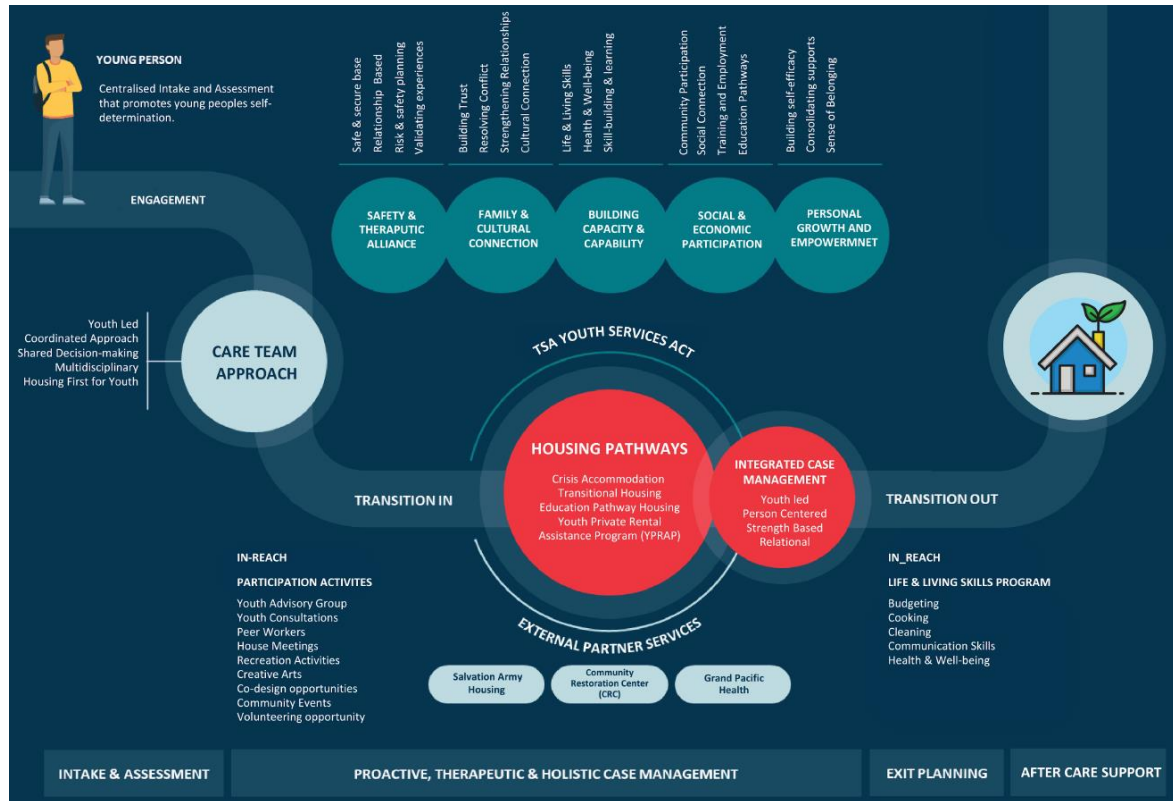 YOUNG PERSON
Centralised Intake and Assessment
that promotes young peoples self-
determination.
ENGAGEMENT
Safe & secure base
Relationship Based
Risk & safety planning
Validating experiences
Building Trust
Resolving Conflict
Strengthening Relationships
Cultural Connection
Life & Living Skills
Health & Well-being
Skill-building & learning
Community Participation
Social Connection
Training and Employment
Education Pathways
Building self-efficacy
Consolidating supports
Sense of Belonging
SAFETY &
THERAPUTIC
ALLIANCE
FAMILY &
CULTURAL
CONNECTION
BUILDING
CAPACITY &
CAPABILITY
SOCIAL &
ECONOMIC
PARTICIPATION
PERSONAL
GROWTH AND
EMPOWERMNET
Youth Led
Coordinated Approach
Shared Decision-making
Multidisciplinary
Housing First for Youth
CARE TEAM
APPROACH
TSA YOUTH SERVICES ACT
HOUSING PATHWAYS
Crisis Accommodation
Transitional Housing
Education Pathway Housing
Youth Private Rental
Assistance Program (YPRAP)
INTEGRATED CASE
MANAGEMENT
Youth led
Person Centered
Strength Based
Relational
TRANSITION IN
TRANSITION OUT
IN-REACH
PARTICIPATION ACTIVITES
Youth Advisory Group
Youth Consultations
Peer Workers
House Meetings
Recreation Activities
Creative Arts
Co-design opportunities
Community Events
Volunteering opportunity
EXTERNAL PARTNER SERVICES
Salvation Army
Housing
Community
Restoration Center
(CRC)
Grand Pacific
Health
IN_REACH
LIFE & LIVING SKILLS PROGRAM
Budgeting
Cooking
Cleaning
Communication Skills
Health & Well-being
INTAKE & ASSESSMENT
PROACTIVE, THERAPEUTIC & HOLISTIC CASE MANAGEMENT
EXIT PLANNING
AFTER CARE SUPPORT